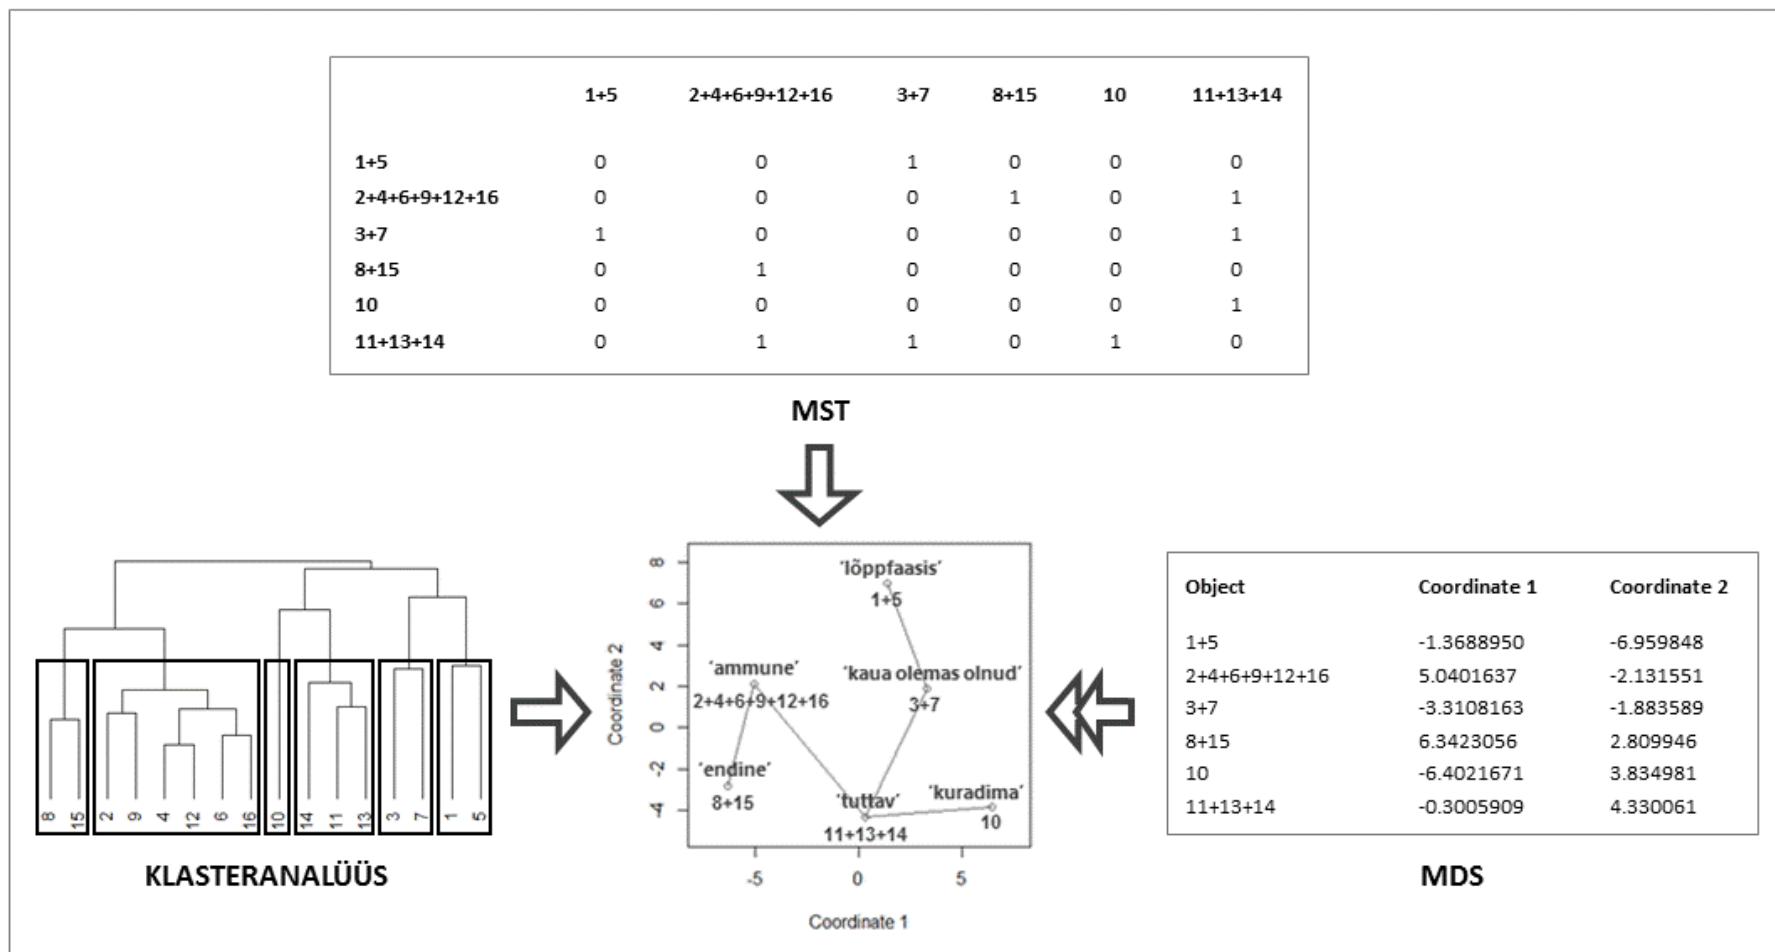 1+5 2+4+6+9+12+16 3+7 8+15 10 11+13+14
1+5 0 0 1 0 0 0
2+4+6+9+12+16 0 0 0 1 0 1
3+7 1 0 0 0 0 1
8+15 0 1 0 0 0 0
10 0 0 0 0 0 1
11+13+14 0 1 1 0 1 0
MST
8 15 2 9 4 12 6 16 10 14 11 13 3 7 1 5
KLASTERANALÜÜS
Coordinate 2
8
6
4
2
0
-2
-4
'lõppfaasis'
1+5
'ammune'
2+4+6+9+12+16
'kaua olemas olnud'
3+7
'endine'
8+15
'tuttav'
11+13+14
'kuradima'
10
-5 0 5
Coordinate 1
Object Coordinate 1 Coordinate 2
1+5 -1.3688950 -6.959848
2+4+6+9+12+16 5.0401637 -2.131551
3+7 -3.3108163 -1.883589
8+15 6.3423056 2.809946
10 -6.4021671 3.834981
11+13+14 -0.3005909 4.330061
MDS